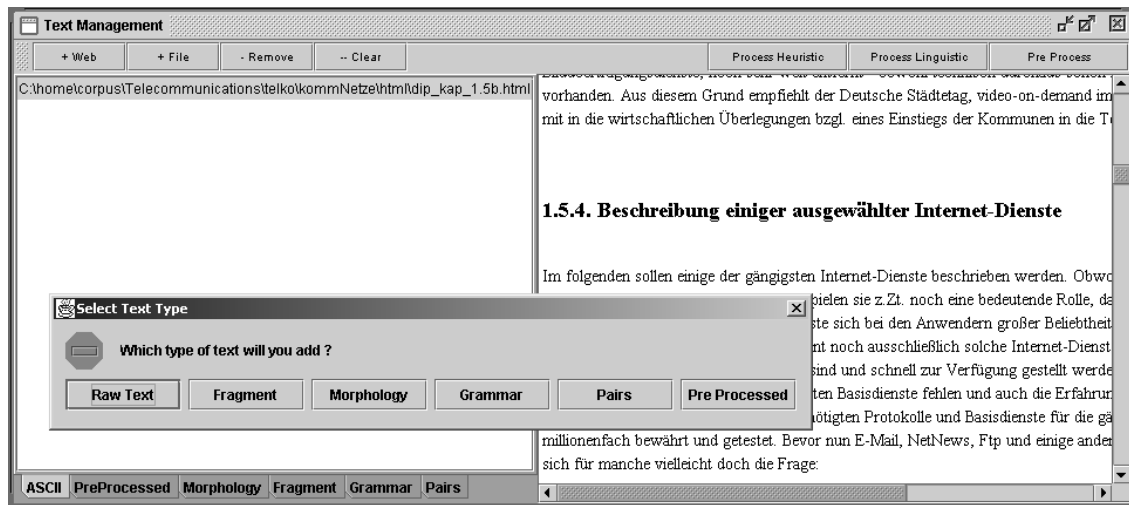 Text Management
+ Web + File - Remove -- Clear Process Heuristic Process Linguistic Pre Process
C:\home\corpus\Telecommunications\telko\kommNetze\html\dip_kap_1.5b.html
vorhanden. Aus diesem Grund empfiehlt der Deutsche Städtetag, video-on-demand im
mit in die wirtschaftlichen Überlegungen bzgl. eines Einstiegs der Kommunen in die Te
1.5.4. Beschreibung einiger ausgewählter Internet-Dienste
Im folgenden sollen einige der gängigsten Internet-Dienste beschrieben werden. Obwo
pielen sie z.Zt. noch eine bedeutende Rolle, da
ste sich bei den Anwendern großer Beliebtheit
nt noch ausschließlich solche Internet-Dienst
sind und schnell zur Verfügung gestellt werde
ten Basisdienste fehlen und auch die Erfahrun
nötigten Protokolle und Basisdienste für die gä
millionenfach bewährt und getestet. Bevor nun E-Mail, NetNews, Ftp und einige ander
sich für manche vielleicht doch die Frage:
Select Text Type
Which type of text will you add ?
Raw Text Fragment Morphology Grammar Pairs Pre Processed
ASCII PreProcessed Morphology Fragment Grammar Pairs